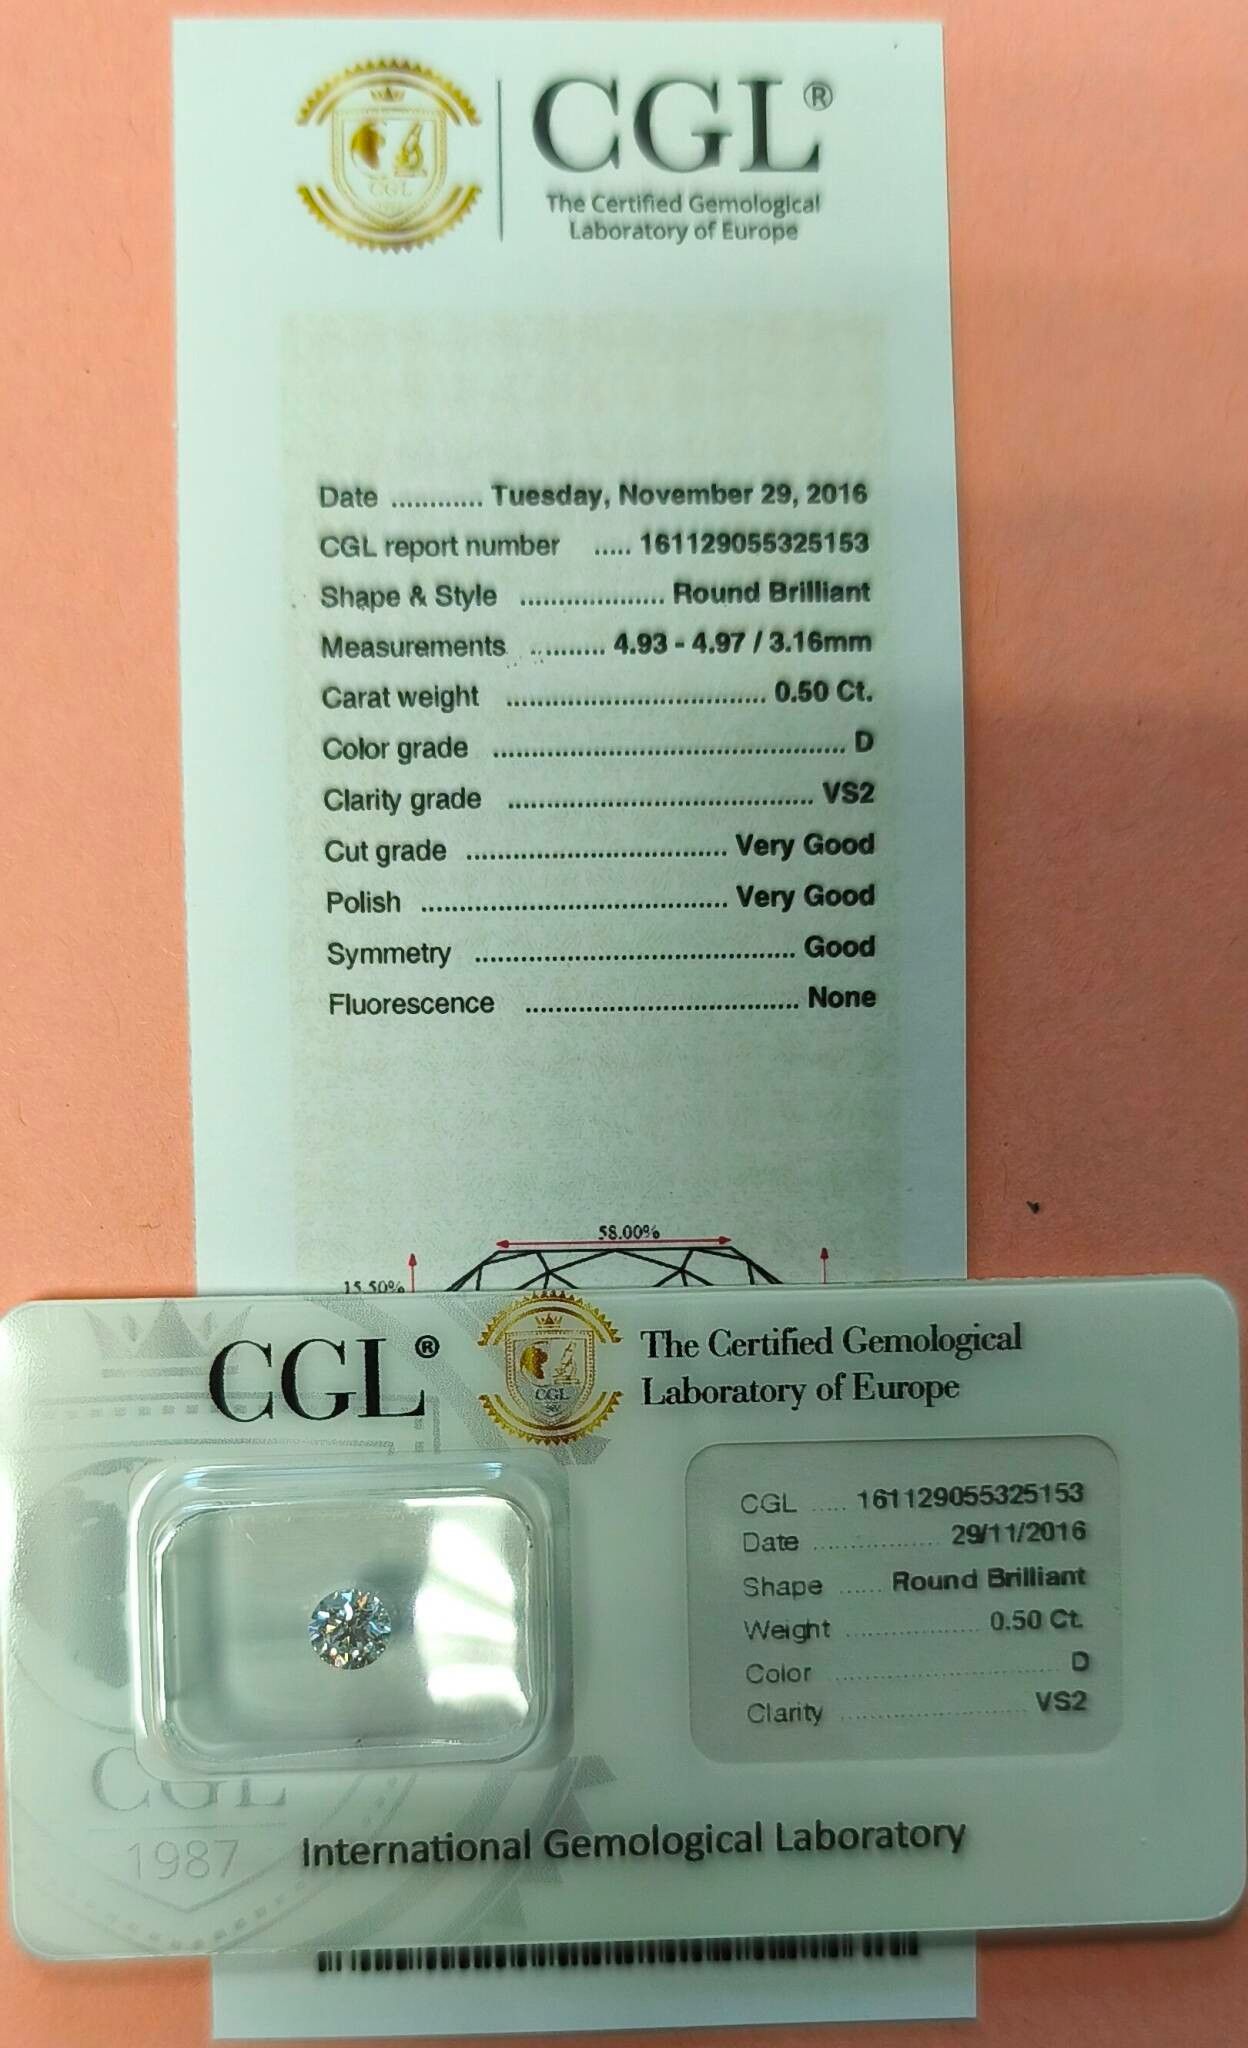 CGL®
The Certified Gemological
Laboratory of Europe
CGL
Date ............ Tuesday, November 29, 2016
CGL report number ..... 161129055325153
Shape & Style ................... Round Brilliant
Measurements .......... 4.93 - 4.97 / 3.16mm
Carat weight .................................. 0.50 Ct.
Color grade .............................................. D
Clarity grade ........................................ VS2
Cut grade .................................. Very Good
Polish ........................................ Very Good
Symmetry .......................................... Good
Fluorescence .................................... None
58.00%
15.50%
CGL®
CGL
The Certified Gemological
Laboratory of Europe
CGL ..... 161129055325153
Date ................. 29/11/2016
Shape ...... Round Brilliant
Weight .................. 0.50 Ct.
Color ............................... D
Clarity ......................... VS2
CGL
1987
International Gemological Laboratory